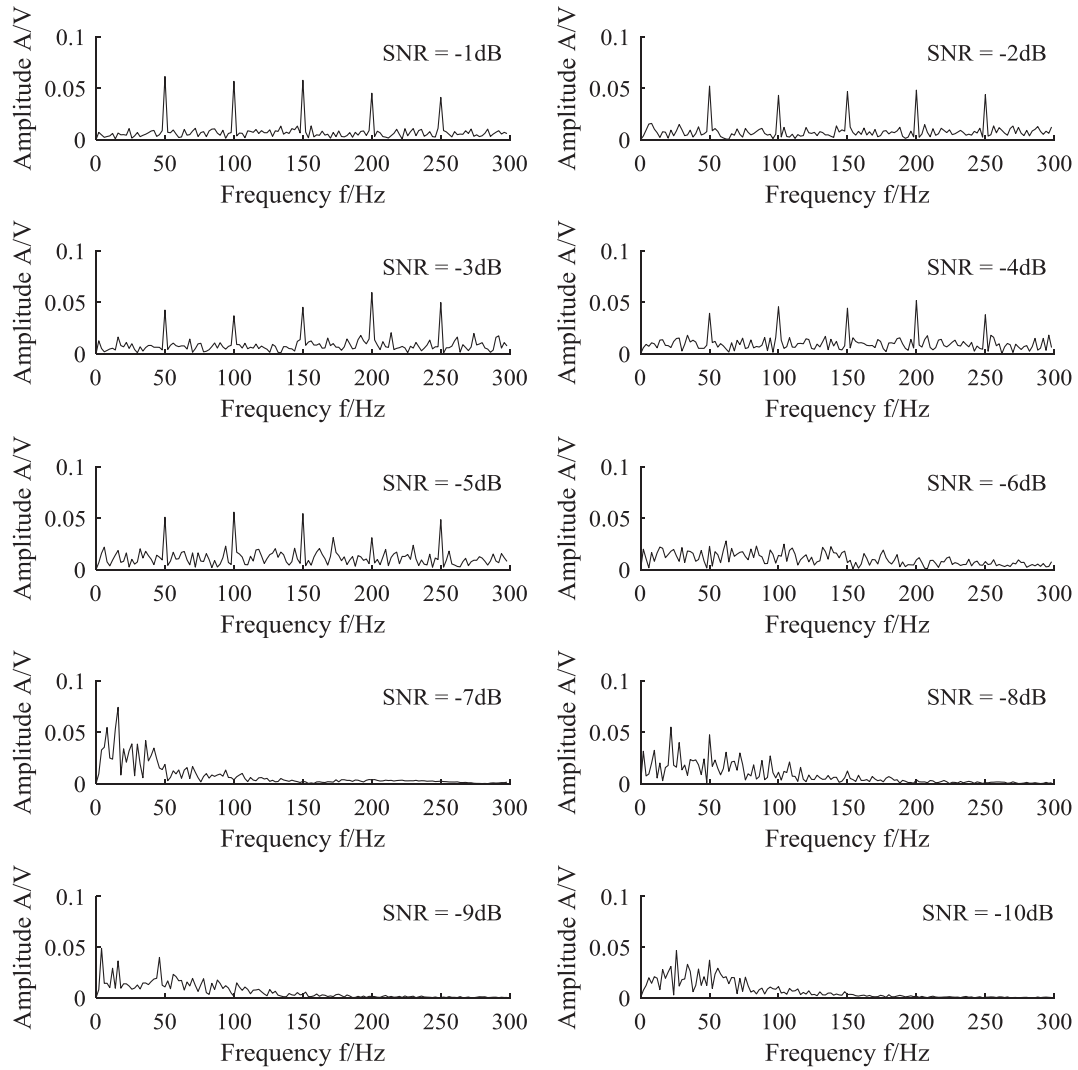 Amplitude A/V
0.1
0.05
0
SNR = -1dB
0 50 100 150 200 250 300
Frequency f/Hz
Amplitude A/V
0.1
0.05
0
SNR = -2dB
0 50 100 150 200 250 300
Frequency f/Hz
Amplitude A/V
0.1
0.05
0
SNR = -3dB
0 50 100 150 200 250 300
Frequency f/Hz
Amplitude A/V
0.1
0.05
0
SNR = -4dB
0 50 100 150 200 250 300
Frequency f/Hz
Amplitude A/V
0.1
0.05
0
SNR = -5dB
0 50 100 150 200 250 300
Frequency f/Hz
Amplitude A/V
0.1
0.05
0
SNR = -6dB
0 50 100 150 200 250 300
Frequency f/Hz
Amplitude A/V
0.1
0.05
0
SNR = -7dB
0 50 100 150 200 250 300
Frequency f/Hz
Amplitude A/V
0.1
0.05
0
SNR = -8dB
0 50 100 150 200 250 300
Frequency f/Hz
Amplitude A/V
0.1
0.05
0
SNR = -9dB
0 50 100 150 200 250 300
Frequency f/Hz
Amplitude A/V
0.1
0.05
0
SNR = -10dB
0 50 100 150 200 250 300
Frequency f/Hz